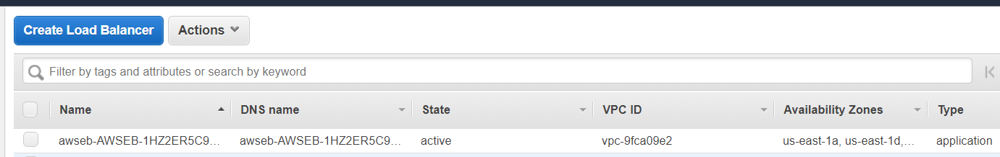 Create Load Balancer Actions
Filter by tags and attributes or search by keyword
Name DNS name State VPC ID Availability Zones Type
awseb-AWSEB-1HZ2ER5C9... awseb-AWSEB-1HZ2ER5C9... active vpc-9fca09e2 us-east-1a, us-east-1d,... application